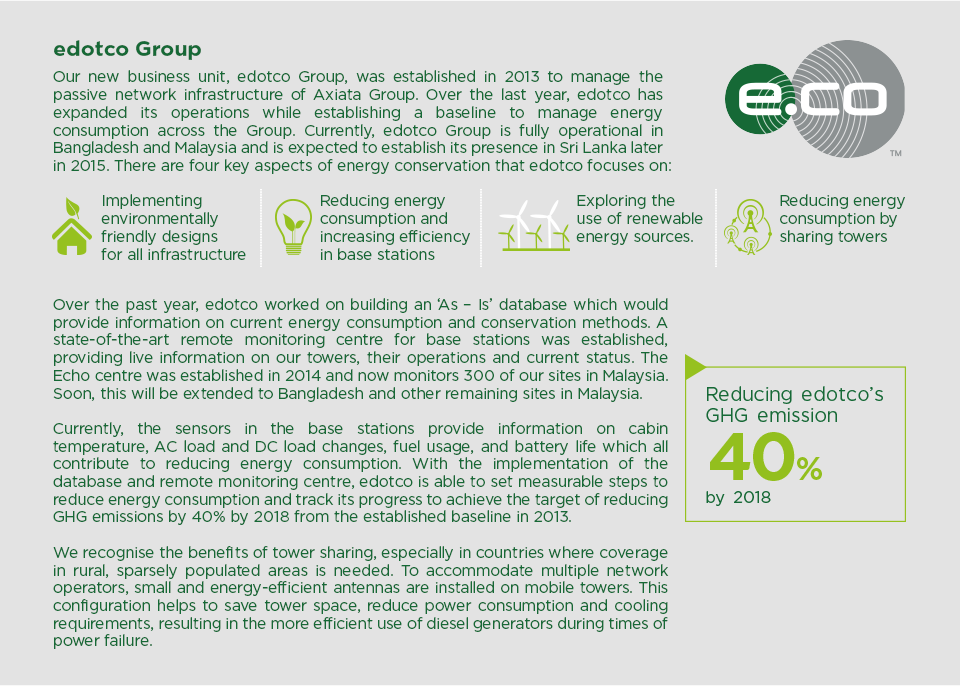 edotco Group
Our new business unit, edotco Group, was established in 2013 to manage the
passive network infrastructure of Axiata Group. Over the last year, edotco has
expanded its operations while establishing a baseline to manage energy
consumption across the Group. Currently, edotco Group is fully operational in
Bangladesh and Malaysia and is expected to establish its presence in Sri Lanka later
in 2015. There are four key aspects of energy conservation that edotco focuses on:
e.co
TM
Implementing
environmentally
friendly designs
for all infrastructure
Reducing energy
consumption and
increasing efficiency
in base stations
Exploring the
use of renewable
energy sources.
Reducing energy
consumption by
sharing towers
Over the past year, edotco worked on building an ‘As – Is’ database which would
provide information on current energy consumption and conservation methods. A
state-of-the-art remote monitoring centre for base stations was established,
providing live information on our towers, their operations and current status. The
Echo centre was established in 2014 and now monitors 300 of our sites in Malaysia.
Soon, this will be extended to Bangladesh and other remaining sites in Malaysia.
Currently, the sensors in the base stations provide information on cabin
temperature, AC load and DC load changes, fuel usage, and battery life which all
contribute to reducing energy consumption. With the implementation of the
database and remote monitoring centre, edotco is able to set measurable steps to
reduce energy consumption and track its progress to achieve the target of reducing
GHG emissions by 40% by 2018 from the established baseline in 2013.
We recognise the benefits of tower sharing, especially in countries where coverage
in rural, sparsely populated areas is needed. To accommodate multiple network
operators, small and energy-efficient antennas are installed on mobile towers. This
configuration helps to save tower space, reduce power consumption and cooling
requirements, resulting in the more efficient use of diesel generators during times of
power failure.
Reducing edotco’s
GHG emission
40%
by 2018